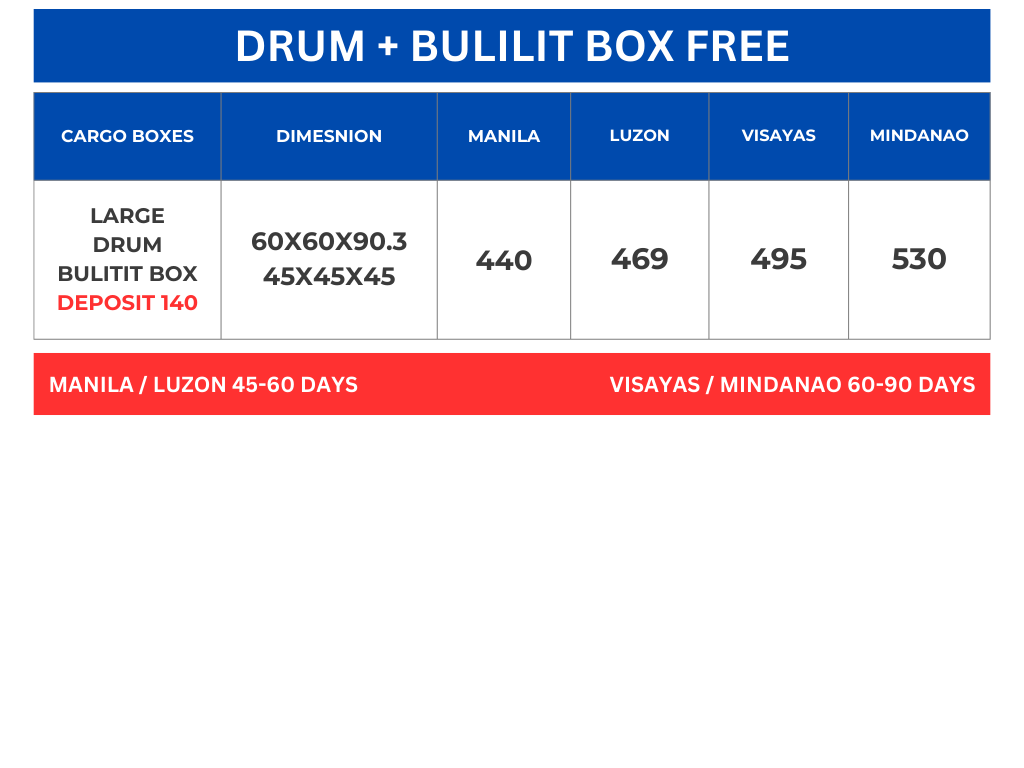 DRUM + BULILIT BOX FREE
CARGO BOXES DIMESNION MANILA LUZON VISAYAS MINDANAO
LARGE
DRUM
BULITIT BOX
DEPOSIT 140
60X60X90.3
45X45X45
440 469 495 530
MANILA / LUZON 45-60 DAYS VISAYAS / MINDANAO 60-90 DAYS